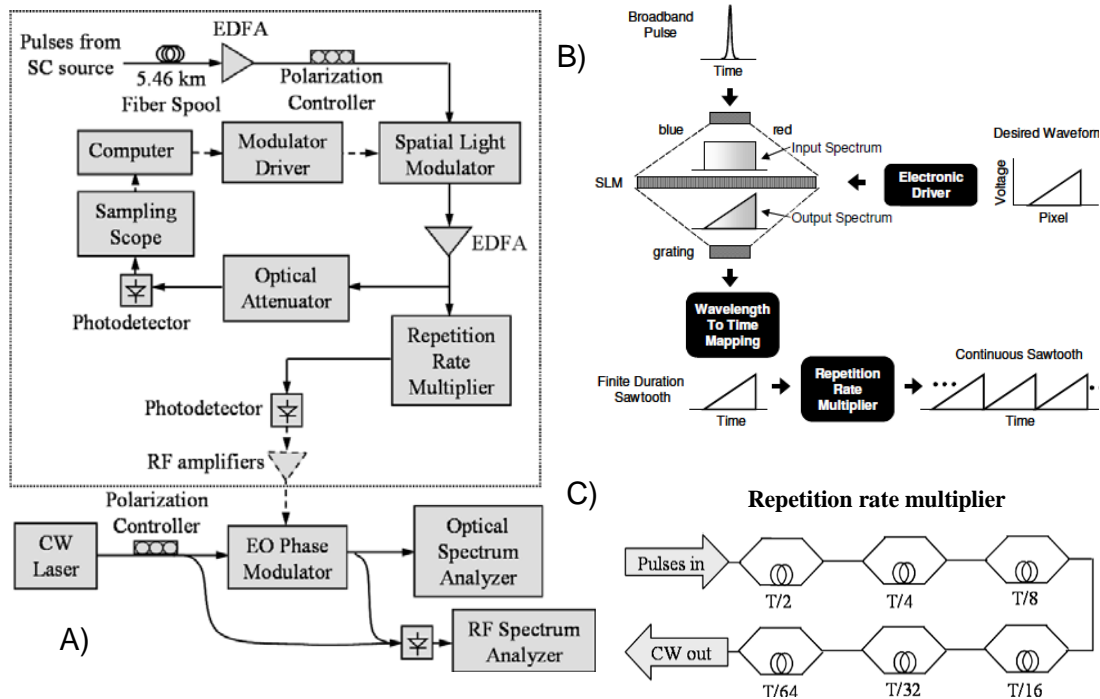 Pulses from
SC source
5.46 km
Fiber Spool
EDFA
Polarization
Controller
Computer
Modulator
Driver
Spatial Light
Modulator
Sampling
Scope
EDFA
Optical
Attenuator
Photodetector
Repetition
Rate
Multiplier
Photodetector
RF amplifiers
Polarization
Controller
CW
Laser
EO Phase
Modulator
Optical
Spectrum
Analyzer
RF Spectrum
Analyzer
A)
B)
Broadband
Pulse
Time
blue
red
Input Spectrum
SLM
Output Spectrum
grating
Electronic
Driver
Desired Waveform
Voltage
Pixel
Wavelength
To Time
Mapping
Finite Duration
Sawtooth
Time
Repetition
Rate
Multiplier
Continuous Sawtooth
Time
C)
Repetition rate multiplier
Pulses in
T/2
T/4
T/8
CW out
T/64
T/32
T/16